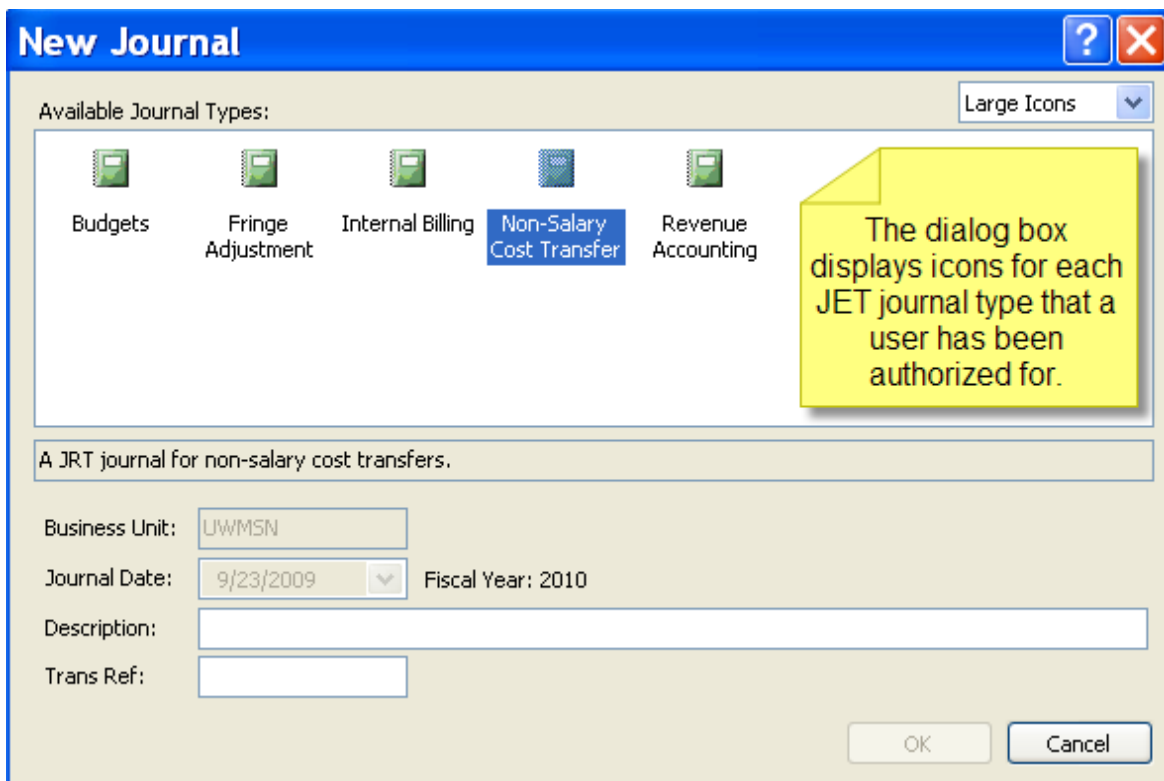 New Journal
?
Available Journal Types:
Large Icons
Budgets
Fringe
Adjustment
Internal Billing
Non-Salary
Cost Transfer
Revenue
Accounting
The dialog box
displays icons for each
JET journal type that a
user has been
authorized for.
A JRT journal for non-salary cost transfers.
Business Unit: UWMSN
Journal Date: 9/23/2009 Fiscal Year: 2010
Description:
Trans Ref:
OK Cancel